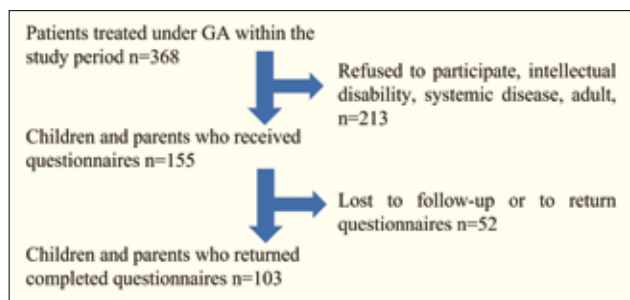 Patients treated under GA within the
study period n=368
Refused to participate, intellectual
disability, systemic disease, adult,
n=213
Children and parents who received
questionnaires n=155
Lost to follow-up or to return
questionnaires n=52
Children and parents who returned
completed questionnaires n=103